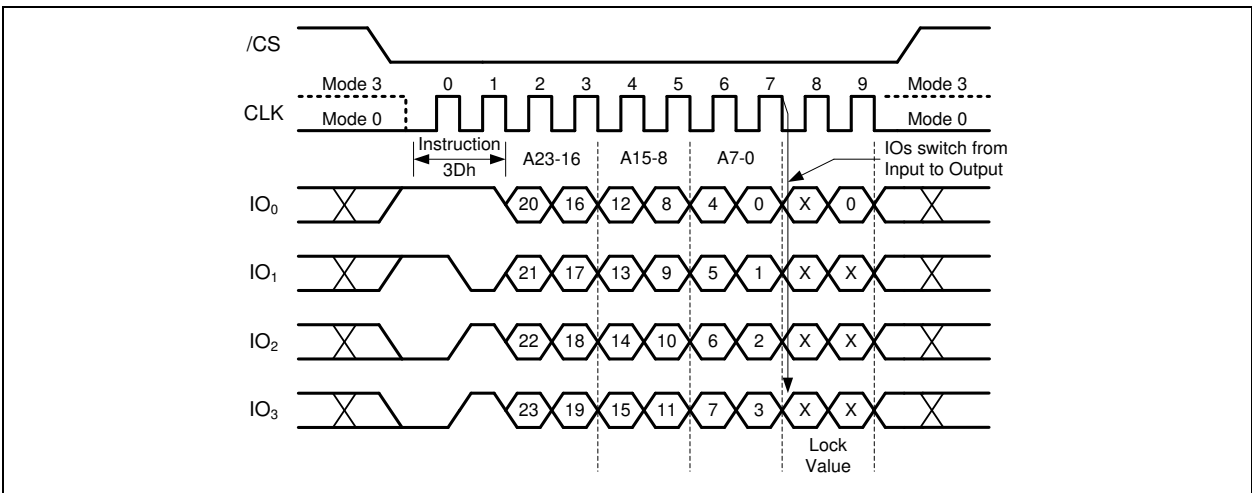 /CS
Mode 3 0 1 2 3 4 5 6 7 8 9 Mode 3
CLK
Mode 0 Mode 0
Instruction A23-16 A15-8 A7-0 IOs switch from
3Dh Input to Output
IO0 20 16 12 8 4 0 X 0
IO1 21 17 13 9 5 1 X X
IO2 22 18 14 10 6 2 X X
IO3 23 19 15 11 7 3 X X
Lock
Value